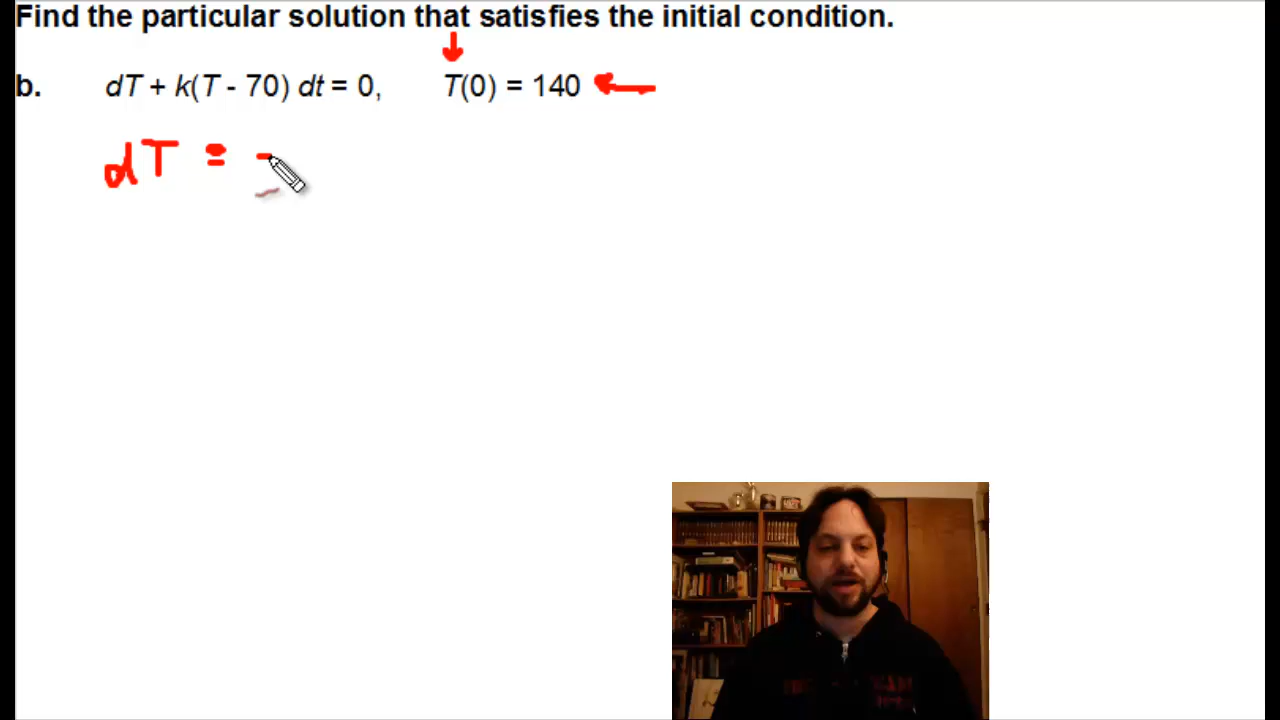 Find the particular solution that satisfies the initial condition.
b. dT + k(T - 70) dt = 0, T(0) = 140
dT = -